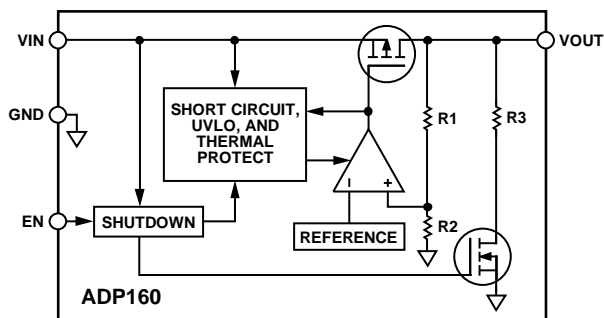 VIN
VOUT
GND
SHORT CIRCUIT,
UVLO, AND
THERMAL
PROTECT
R1
R3
EN
SHUTDOWN
– +
R2
REFERENCE
ADP160